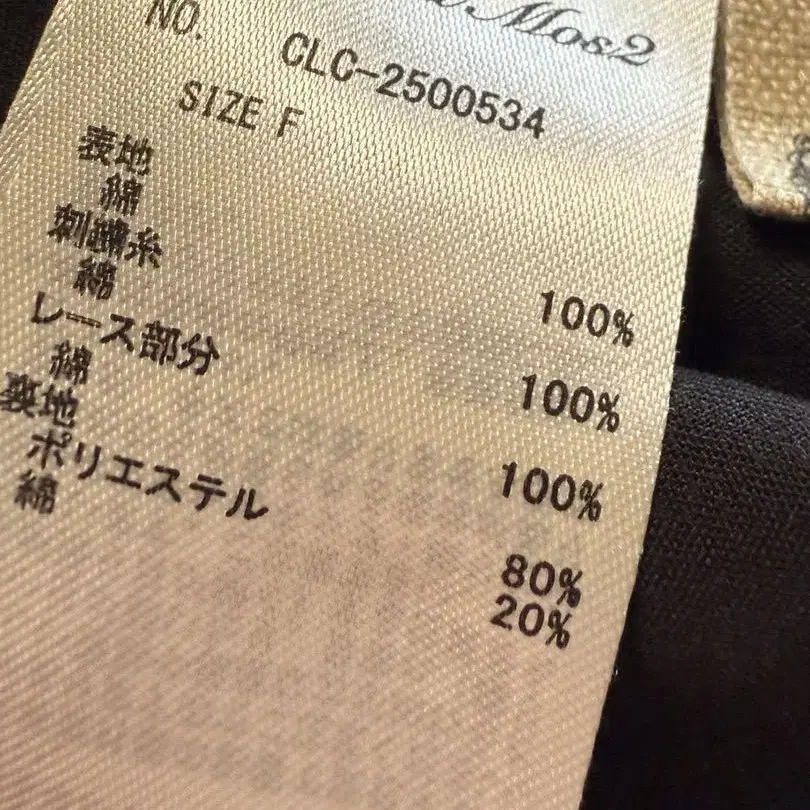 Mos2
NO. CLC-2500534
SIZE F
表地
綿 100%
刺繍糸
綿 100%
レース部分
綿 100%
裏地
ポリエステル 80%
綿 20%